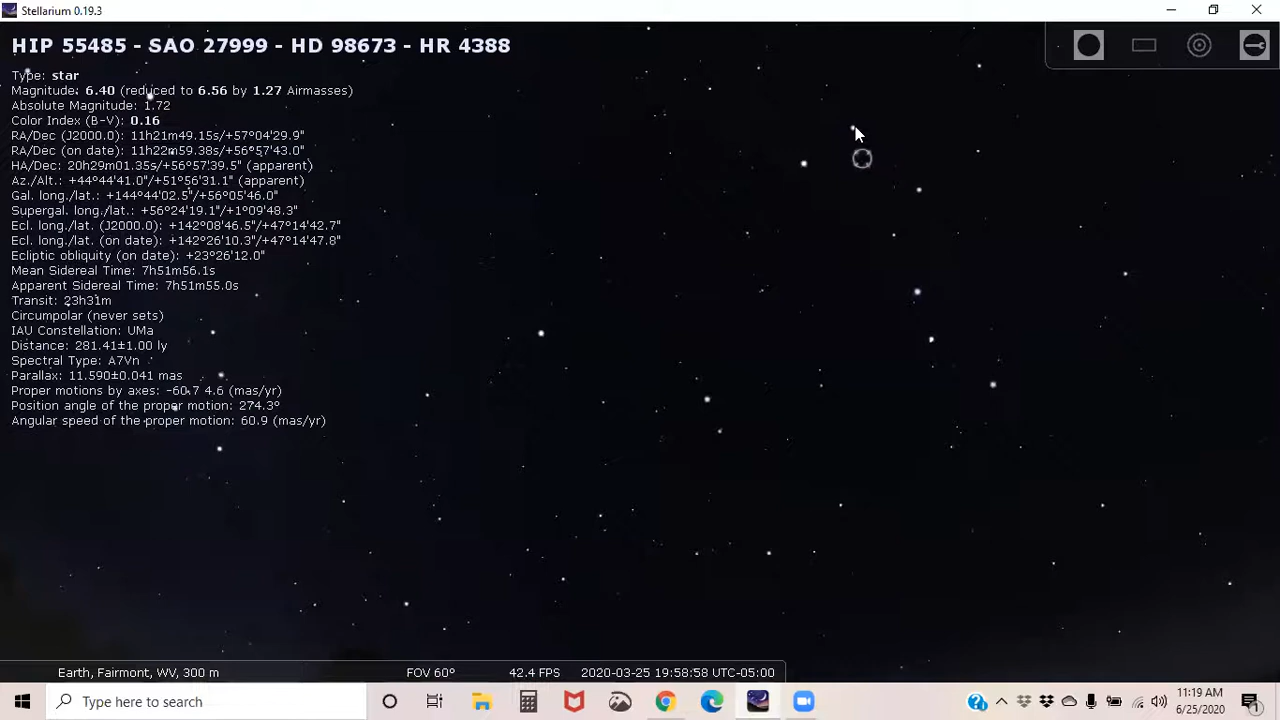 Stellarium 0.19.3
HIP 55485 - SAO 27999 - HD 98673 - HR 4388
Type: star
Magnitude: 6.40 (reduced to 6.56 by 1.27 Airmasses)
Absolute Magnitude: 1.72
Color Index (B-V): 0.16
RA/Dec (J2000.0): 11h21m49.15s/+57°04'29.9"
RA/Dec (on date): 11h22m59.38s/+56°57'43.0"
HA/Dec: 20h29m01.35s/+56°57'39.5" (apparent)
Az./Alt.: +44°44'41.0"/+51°56'31.1" (apparent)
Gal. long./lat.: +144°44'02.5"/+56°05'46.0"
Supergal. long./lat.: +56°24'19.1"/+1°09'48.3"
Ecl. long./lat. (J2000.0): +142°08'46.5"/+47°14'42.7"
Ecl. long./lat. (on date): +142°26'10.3"/+47°14'47.8"
Ecliptic obliquity (on date): +23°26'12.0"
Mean Sidereal Time: 7h51m56.1s
Apparent Sidereal Time: 7h51m55.0s
Transit: 23h31m
Circumpolar (never sets)
IAU Constellation: UMa
Distance: 281.41±1.00 ly
Spectral Type: A7Vn
Parallax: 11.590±0.041 mas
Proper motions by axes: -60.7 4.6 (mas/yr)
Position angle of the proper motion: 274.3°
Angular speed of the proper motion: 60.9 (mas/yr)
Earth, Fairmont, WV, 300 m FOV 60° 42.4 FPS 2020-03-25 19:58:58 UTC-05:00
Type here to search
11:19 AM
6/25/2020